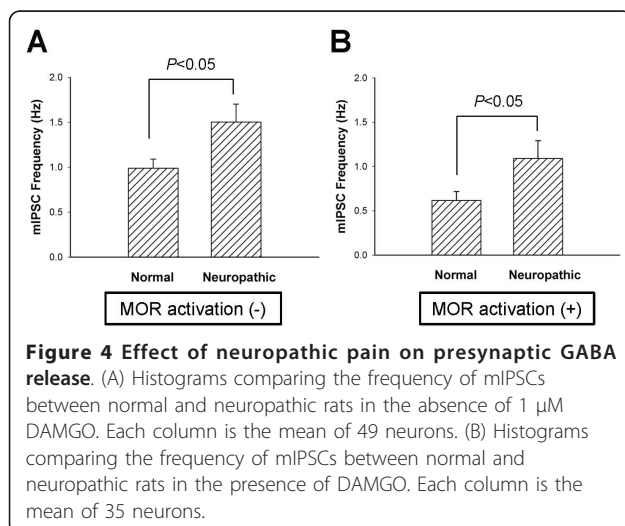 A
B
P<0.05
P<0.05
mIPSC Frequency (Hz)
2.0
1.5
1.0
0.5
0.0
mIPSC Frequency (Hz)
2.0
1.5
1.0
0.5
0.0
Normal Neuropathic
Normal Neuropathic
MOR activation (-)
MOR activation (+)
Figure 4 Effect of neuropathic pain on presynaptic GABA
release. (A) Histograms comparing the frequency of mIPSCs
between normal and neuropathic rats in the absence of 1 μM
DAMGO. Each column is the mean of 49 neurons. (B) Histograms
comparing the frequency of mIPSCs between normal and
neuropathic rats in the presence of DAMGO. Each column is the
mean of 35 neurons.